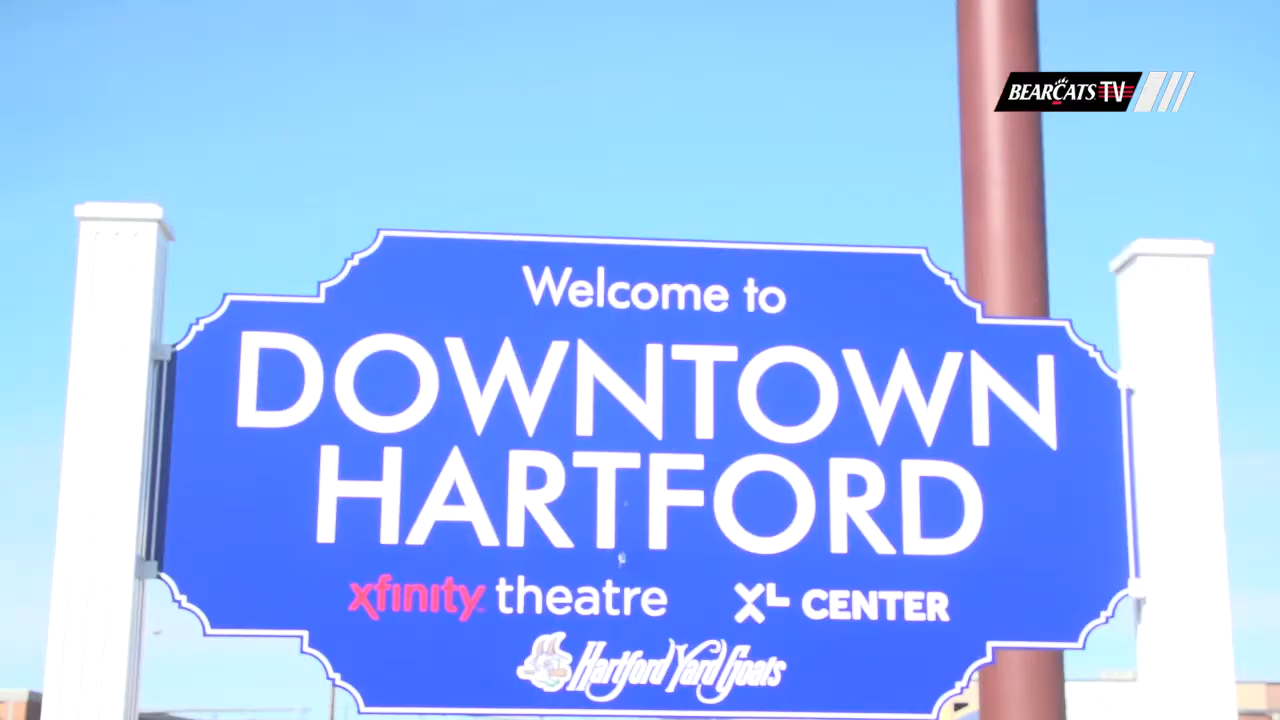 BEARCATS TV
Welcome to
DOWNTOWN
HARTFORD
xfinity theatre XL CENTER
Hartford Yard Goats